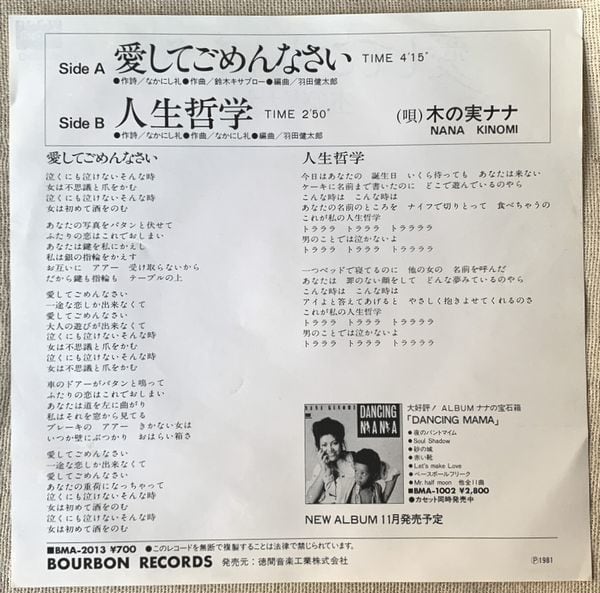 Side A 愛してごめんなさい TIME 4'15"
●作詩／なかにし礼●作曲／鈴木キサブロー●編曲／羽田健太郎
Side B 人生哲学 TIME 2'50"
●作詩／なかにし礼●作曲／なかにし礼●編曲／羽田健太郎
(唄) 木の実ナナ
NANA KINOMI
愛してごめんなさい
泣くにも泣けないそんな時
女は不思議と爪をかむ
泣くにも泣けないそんな時
女は初めて酒をのむ
あなたの写真をパタンと伏せて
ふたりの恋はこれでおしまい
あなたは鍵を私にかえし
私は銀の指輪をかえす
お互いに アアー 受け取らないから
だから鍵も指輪も テーブルの上
愛してごめんなさい
一途な恋しか出来なくて
愛してごめんなさい
大人の遊びが出来なくて
泣くにも泣けないそんな時
女は不思議と爪をかむ
泣くにも泣けないそんな時
女は不思議と爪をかむ
車のドアーがバタンと鳴って
ふたりの恋はこれでおしまい
あなたは道を左に曲がり
私はそれを窓から見てる
ブレーキの アアー きかない女は
いつか壁にぶつかり おはらい箱さ
愛してごめんなさい
一途な恋しか出来なくて
愛してごめんなさい
あなたの重荷になっちゃって
泣くにも泣けないそんな時
女は初めて酒をのむ
泣くにも泣けないそんな時
女は初めて酒をのむ
人生哲学
今日はあなたの 誕生日 いくら待っても あなたは来ない
ケーキに名前まで書いたのに どこで遊んでいるのやら
こんな時は こんな時は
あなたの名前のところを ナイフで切りとって 食べちゃうの
これが私の人生哲学
トララララ トララララ トララララ
男のことでは泣かないよ
トラララ トラララ トララララ
一つベッドで寝てるのに 他の女の 名前を呼んだ
あなたは 罪のない顔をして どんな夢みているのやら
こんな時は こんな時は
アイよと答えてあげると やさしく抱きよせてくれるのさ
これが私の人生哲学
トラララ トラララ トララララ
男のことでは泣かないよ
トラララ トラララ トララララ
NANA KINOMI
DANCING
MAMA
大好評！ ALBUM ナナの宝石箱
「DANCING MAMA」
●夜のパントマイム
●Soul Shadow
●砂の城
●赤い靴
●Let's make Love
●ベースボールフリーク
●Mr. half moon 他全11曲
■BMA-1002 ¥2,800
●カセット同時発売中
NEW ALBUM 11月発売予定
■BMA-2013 ¥700 ●このレコードを無断で複製することは法律で禁じられています。
BOURBON RECORDS 発売元：徳間音楽工業株式会社 Ⓟ1981